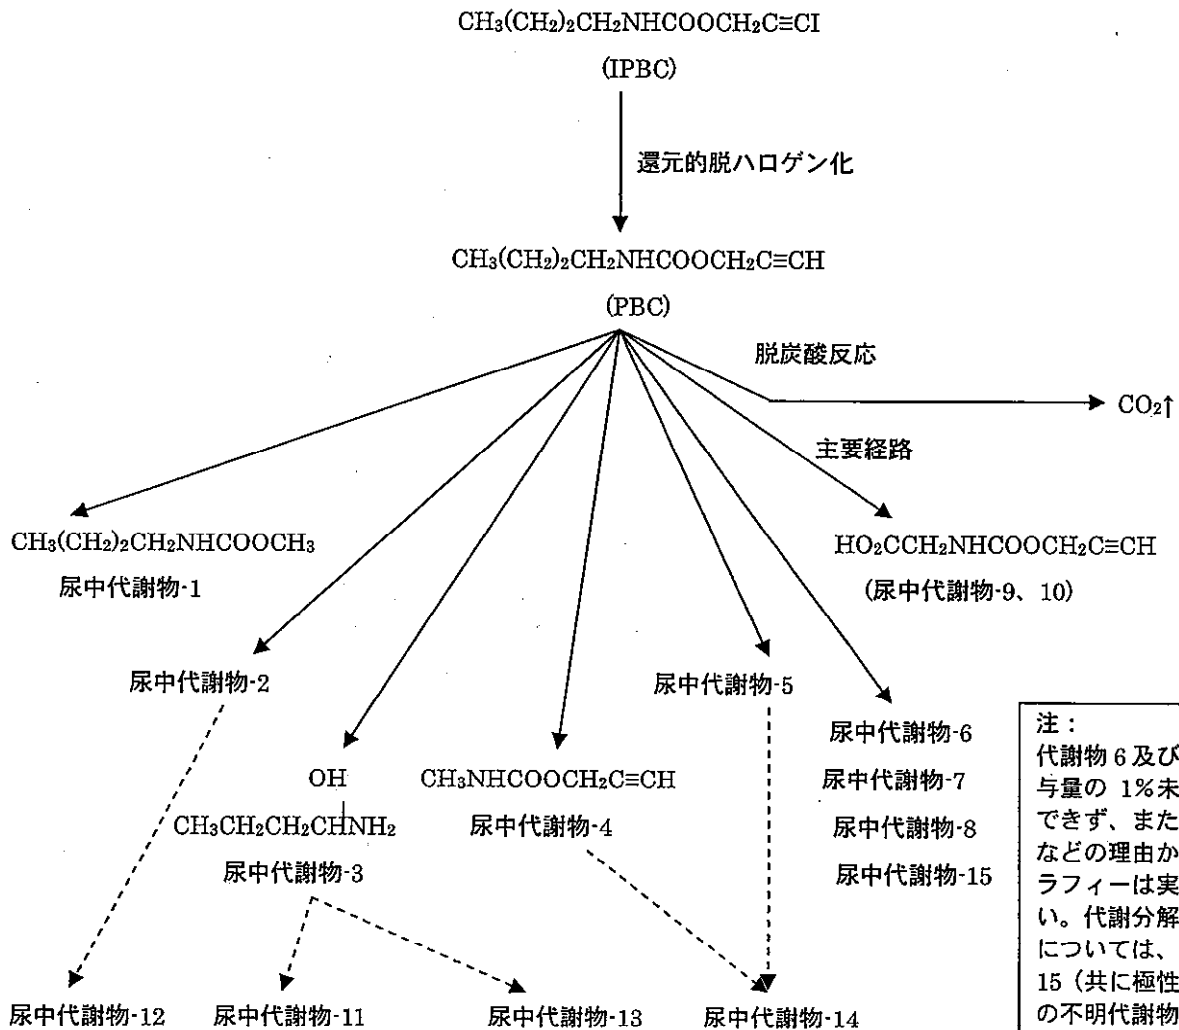 CH₃(CH₂)₂CH₂NHCOOCH₂C≡CI
(IPBC)
還元的脱ハロゲン化
CH₃(CH₂)₂CH₂NHCOOCH₂C≡CH
(PBC)
脱炭酸反応
CO₂↑
主要経路
CH₃(CH₂)₂CH₂NHCOOCH₃
尿中代謝物-1
HO₂CCH₂NHCOOCH₂C≡CH
(尿中代謝物-9、10)
尿中代謝物-2
尿中代謝物-5
OH
CH₃CH₂CH₂CHNH₂
尿中代謝物-3
CH₃NHCOOCH₂C≡CH
尿中代謝物-4
尿中代謝物-6
尿中代謝物-7
尿中代謝物-8
尿中代謝物-15
尿中代謝物-12
尿中代謝物-11
尿中代謝物-13
尿中代謝物-14
注：
代謝物 6 及び
与量の 1%未
できず、また
などの理由か
ラフィーは実
い。代謝分解
については、
15（共に極性
の不明代謝物